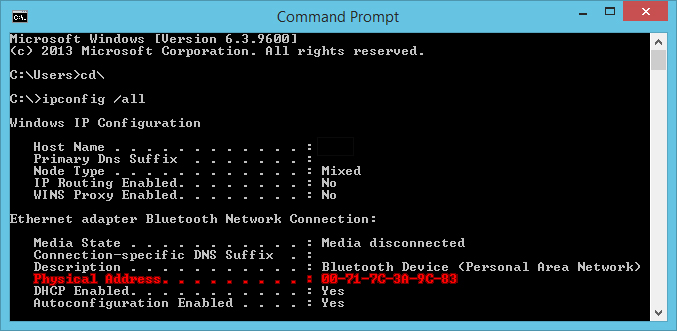 Command Prompt
C:\.
Microsoft Windows [Version 6.3.9600]
(c) 2013 Microsoft Corporation. All rights reserved.
C:\Users>cd\
C:\>ipconfig /all
Windows IP Configuration
Host Name . . . . . . . . . . . . :
Primary Dns Suffix  . . . . . . . :
Node Type . . . . . . . . . . . . : Mixed
IP Routing Enabled. . . . . . . . : No
WINS Proxy Enabled. . . . . . . . : No
Ethernet adapter Bluetooth Network Connection:
Media State . . . . . . . . . . . : Media disconnected
Connection-specific DNS Suffix  . :
Description . . . . . . . . . . . : Bluetooth Device (Personal Area Network)
Physical Address. . . . . . . . . : 00-71-7C-3A-9C-83
DHCP Enabled. . . . . . . . . . . : Yes
Autoconfiguration Enabled . . . . : Yes